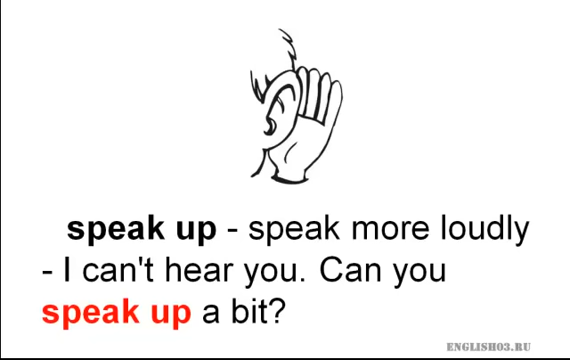 speak up - speak more loudly
- I can't hear you. Can you
speak up a bit?
ENGLISH03.RU